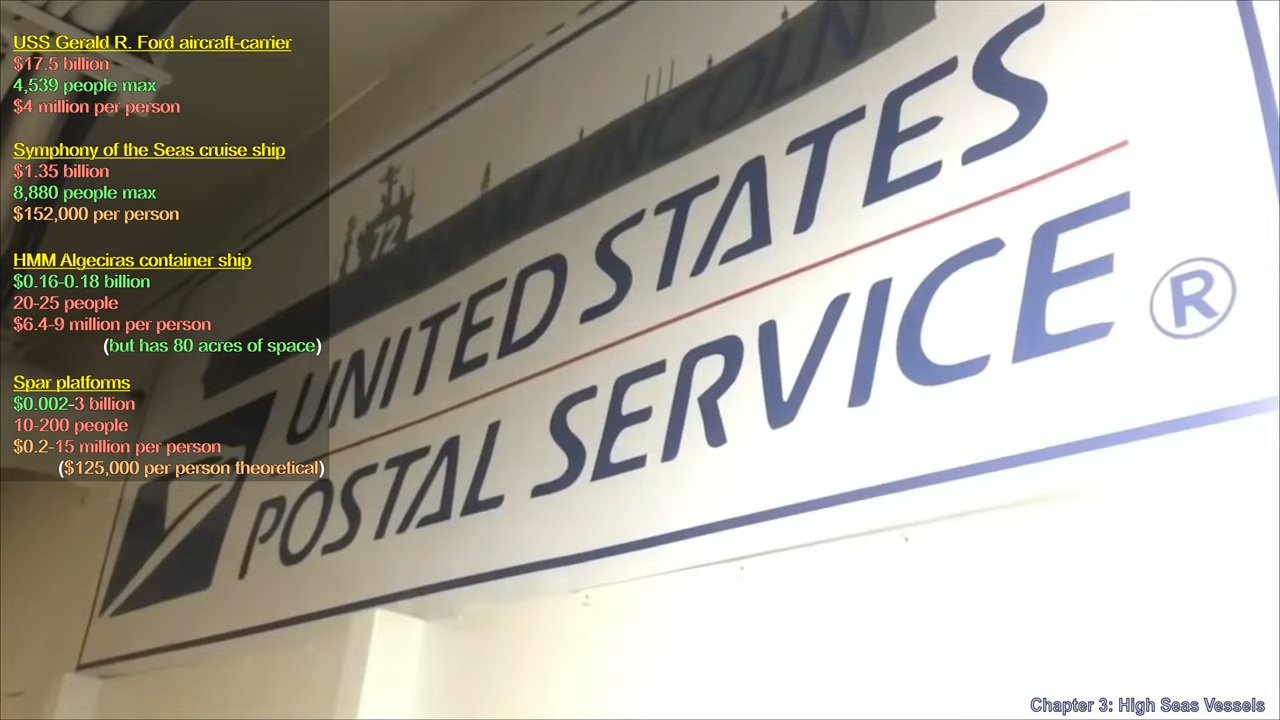 USS Gerald R. Ford aircraft-carrier
$17.5 billion
4,539 people max
$4 million per person
Symphony of the Seas cruise ship
$1.35 billion
8,880 people max
$152,000 per person
HMM Algeciras container ship
$0.16-0.18 billion
20-25 people
$6.4-9 million per person
(but has 80 acres of space)
Spar platforms
$0.002-3 billion
10-200 people
$0.2-15 million per person
($125,000 per person theoretical)
LINCOLN
72
UNITED STATES
POSTAL SERVICE®
Chapter 3: High Seas Vessels